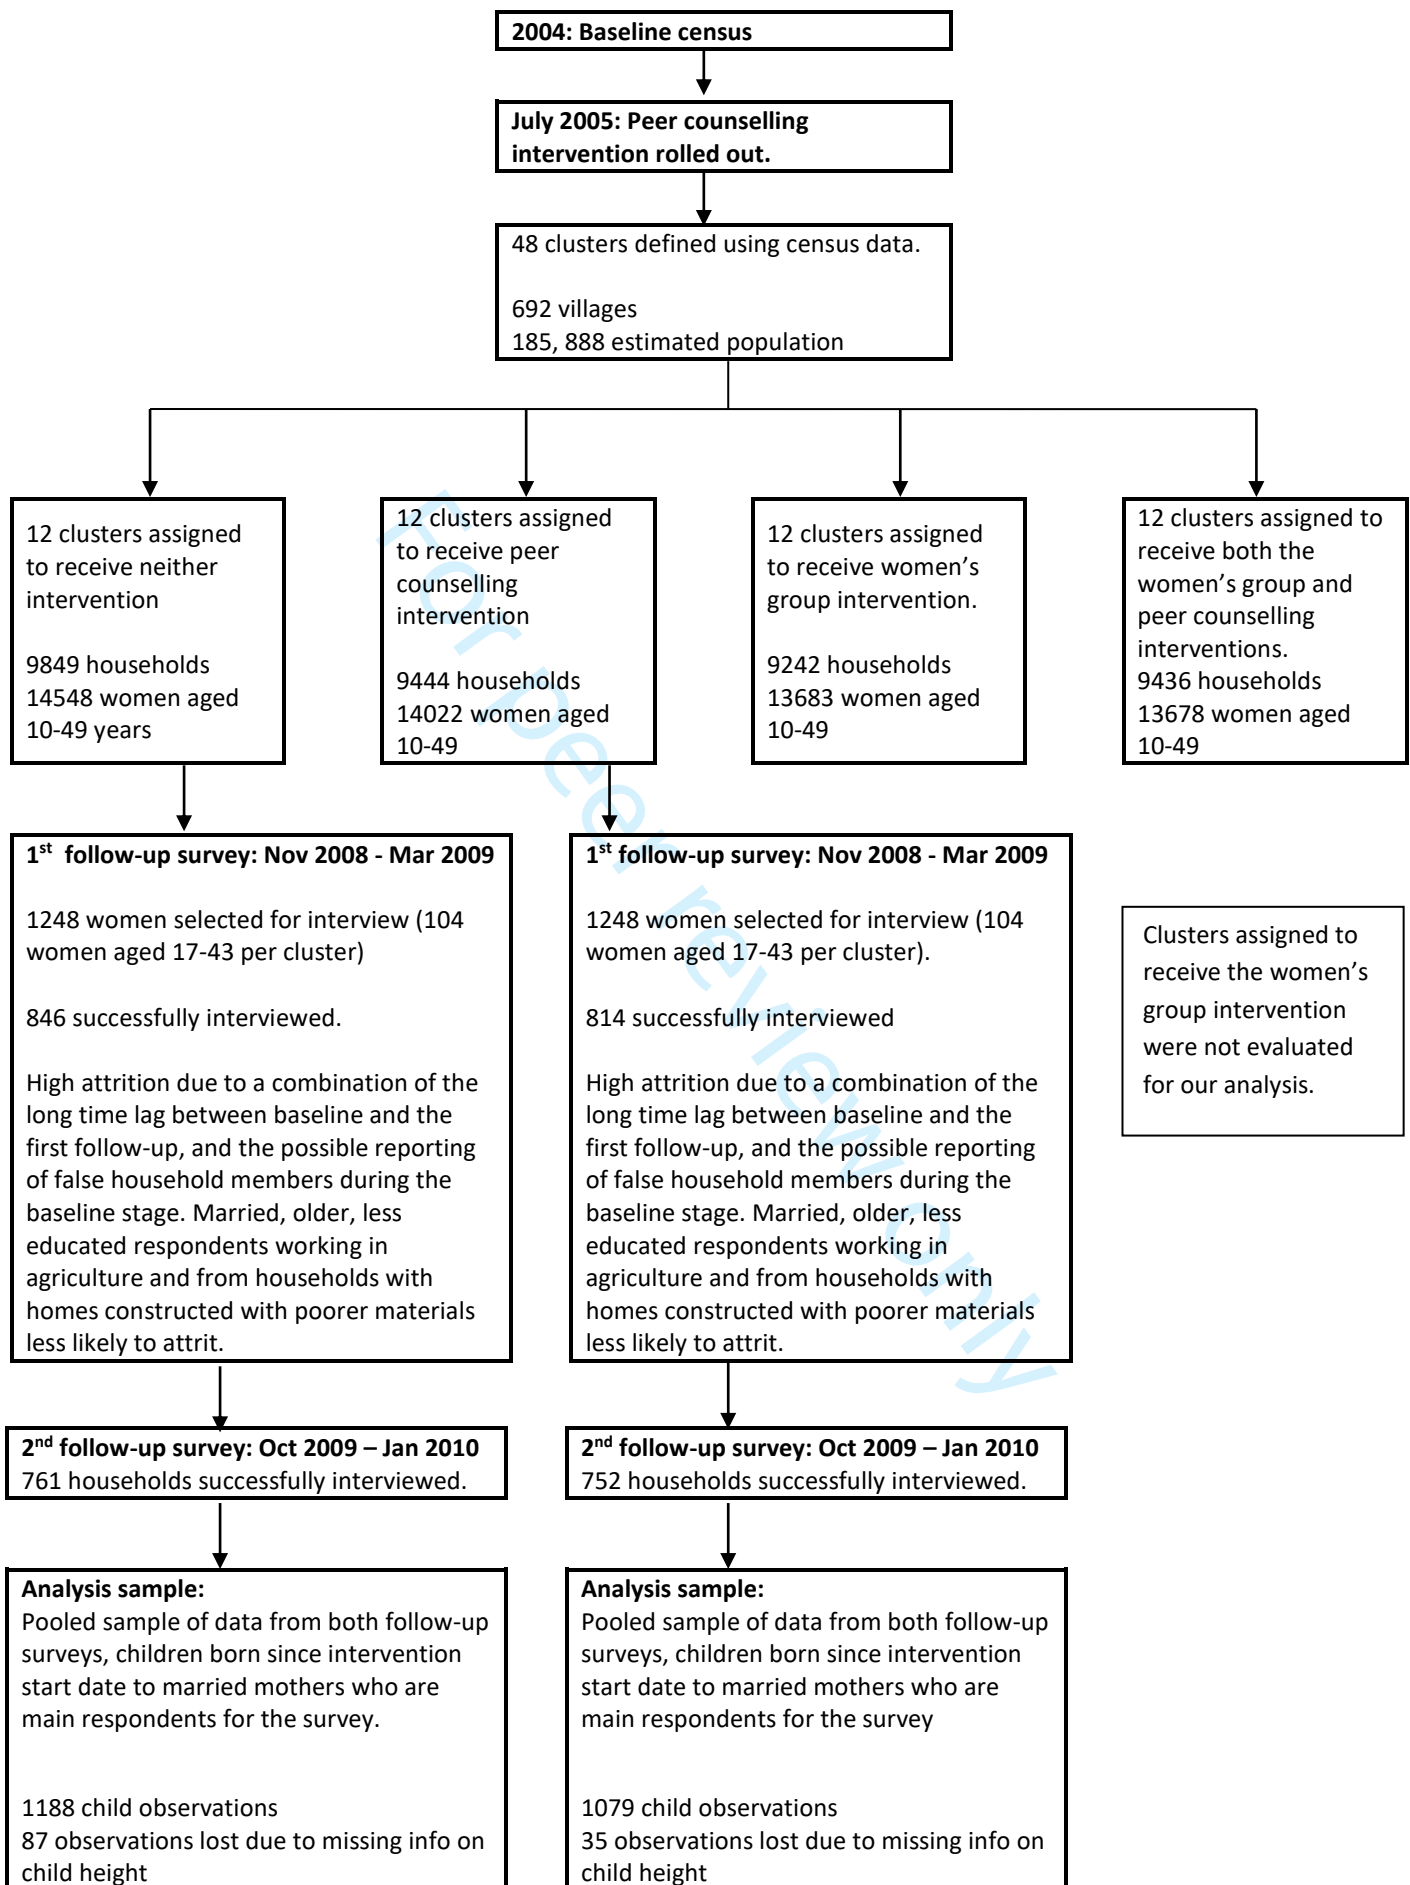 2004: Baseline census
July 2005: Peer counselling
intervention rolled out.
48 clusters defined using census data.
692 villages
185, 888 estimated population
12 clusters assigned
to receive neither
intervention
9849 households
14548 women aged
10-49 years
12 clusters assigned
to receive peer
counselling
intervention
9444 households
14022 women aged
10-49
12 clusters assigned
to receive women’s
group intervention.
9242 households
13683 women aged
10-49
12 clusters assigned to
receive both the
women’s group and
peer counselling
interventions.
9436 households
13678 women aged
10-49
1st follow-up survey: Nov 2008 - Mar 2009
1248 women selected for interview (104
women aged 17-43 per cluster)
846 successfully interviewed.
High attrition due to a combination of the
long time lag between baseline and the
first follow-up, and the possible reporting
of false household members during the
baseline stage. Married, older, less
educated respondents working in
agriculture and from households with
homes constructed with poorer materials
less likely to attrit.
1st follow-up survey: Nov 2008 - Mar 2009
1248 women selected for interview (104
women aged 17-43 per cluster).
814 successfully interviewed
High attrition due to a combination of the
long time lag between baseline and the
first follow-up, and the possible reporting
of false household members during the
baseline stage. Married, older, less
educated respondents working in
agriculture and from households with
homes constructed with poorer materials
less likely to attrit.
Clusters assigned to
receive the women’s
group intervention
were not evaluated
for our analysis.
2nd follow-up survey: Oct 2009 – Jan 2010
761 households successfully interviewed.
2nd follow-up survey: Oct 2009 – Jan 2010
752 households successfully interviewed.
Analysis sample:
Pooled sample of data from both follow-up
surveys, children born since intervention
start date to married mothers who are
main respondents for the survey.
1188 child observations
87 observations lost due to missing info on
child height
Analysis sample:
Pooled sample of data from both follow-up
surveys, children born since intervention
start date to married mothers who are
main respondents for the survey
1079 child observations
35 observations lost due to missing info on
child height
For peer review only